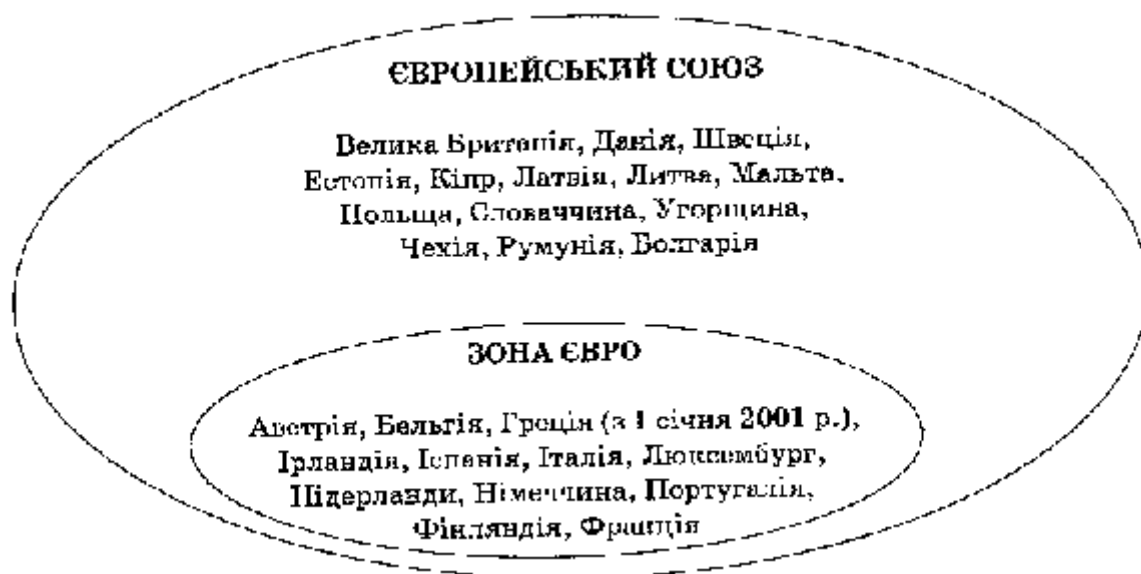 ЄВРОПЕЙСЬКИЙ СОЮЗ
Велика Британія, Данія, Швеція,
Естонія, Кіпр, Латвія, Литва, Мальта,
Польща, Словаччина, Угорщина,
Чехія, Румунія, Болгарія
ЗОНА ЄВРО
Австрія, Бельгія, Греція (з 1 січня 2001 р.),
Ірландія, Іспанія, Італія, Люксембург,
Нідерланди, Німеччина, Португалія,
Фінляндія, Франція